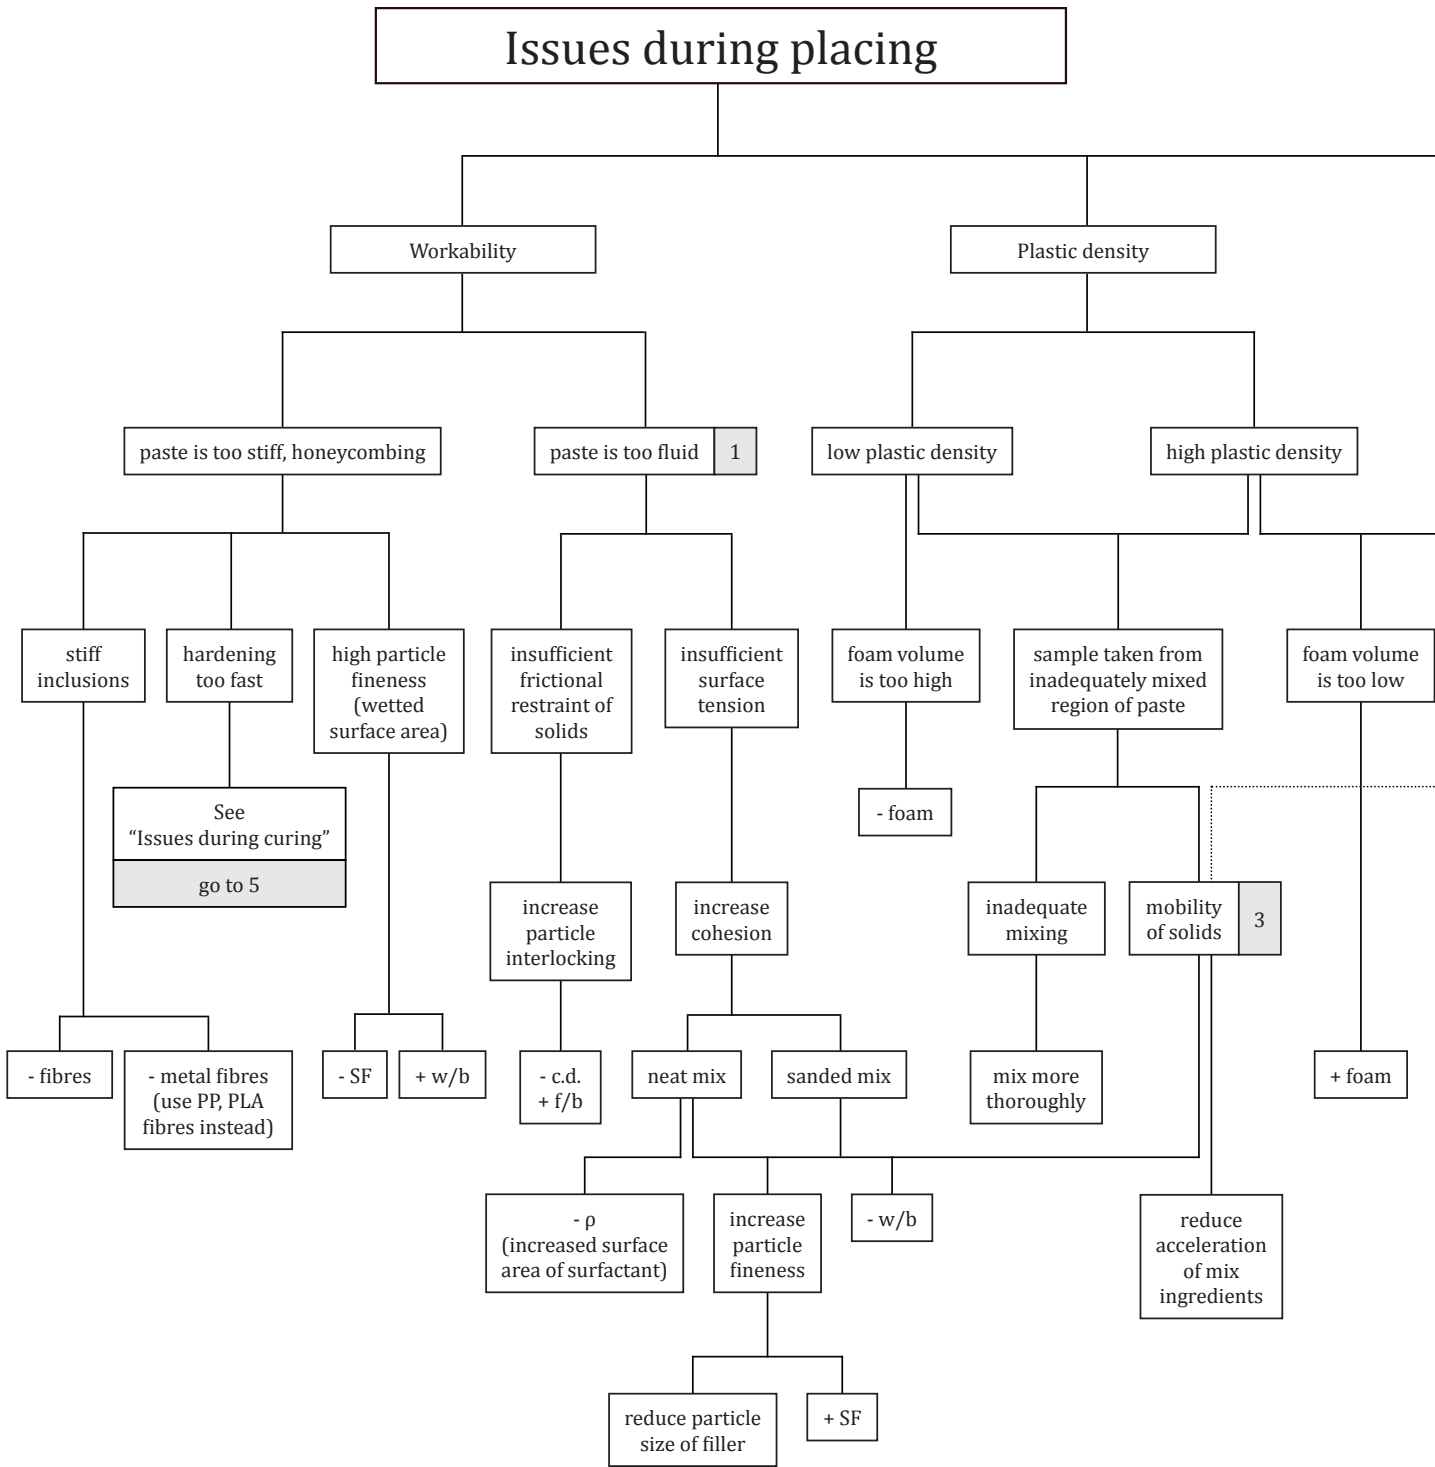 Issues during placing
Workability
Plastic density
paste is too stiff, honeycombing
paste is too fluid
1
low plastic density
high plastic density
stiff
inclusions
hardening
too fast
high particle
fineness
(wetted
surface area)
insufficient
frictional
restraint of
solids
insufficient
surface
tension
foam volume
is too high
sample taken from
inadequately mixed
region of paste
foam volume
is too low
See
“Issues during curing”
go to 5
- foam
increase
particle
interlocking
increase
cohesion
inadequate
mixing
mobility
of solids
3
- fibres
- metal fibres
(use PP, PLA
fibres instead)
- SF
+ w/b
- c.d.
+ f/b
neat mix
sanded mix
mix more
thoroughly
+ foam
- ρ
(increased surface
area of surfactant)
increase
particle
fineness
- w/b
reduce
acceleration
of mix
ingredients
reduce particle
size of filler
+ SF